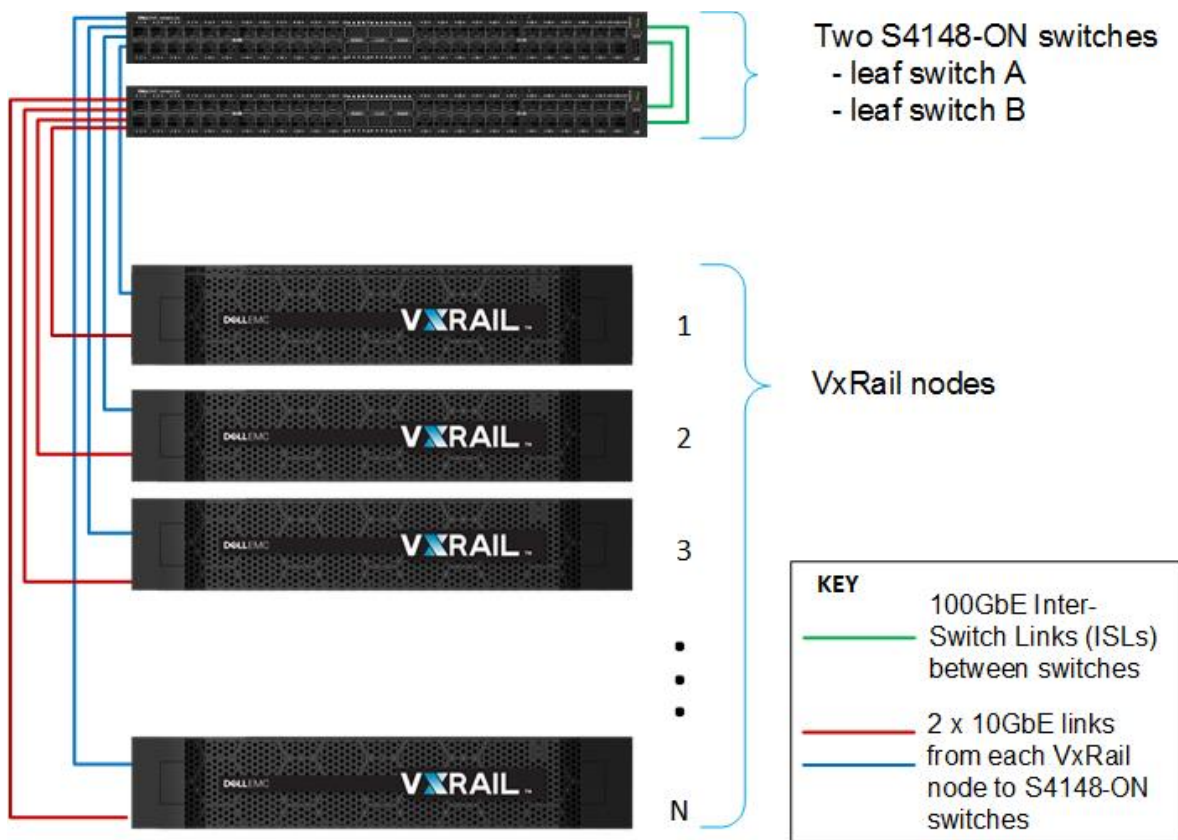 Two S4148-ON switches
- leaf switch A
- leaf switch B
DELLEMC VXRAIL
1
VxRail nodes
DELLEMC VXRAIL
2
DELLEMC VXRAIL
3
KEY
100GbE Inter-
Switch Links (ISLs)
between switches
2 x 10GbE links
from each VxRail
node to S4148-ON
switches
DELLEMC VXRAIL
N